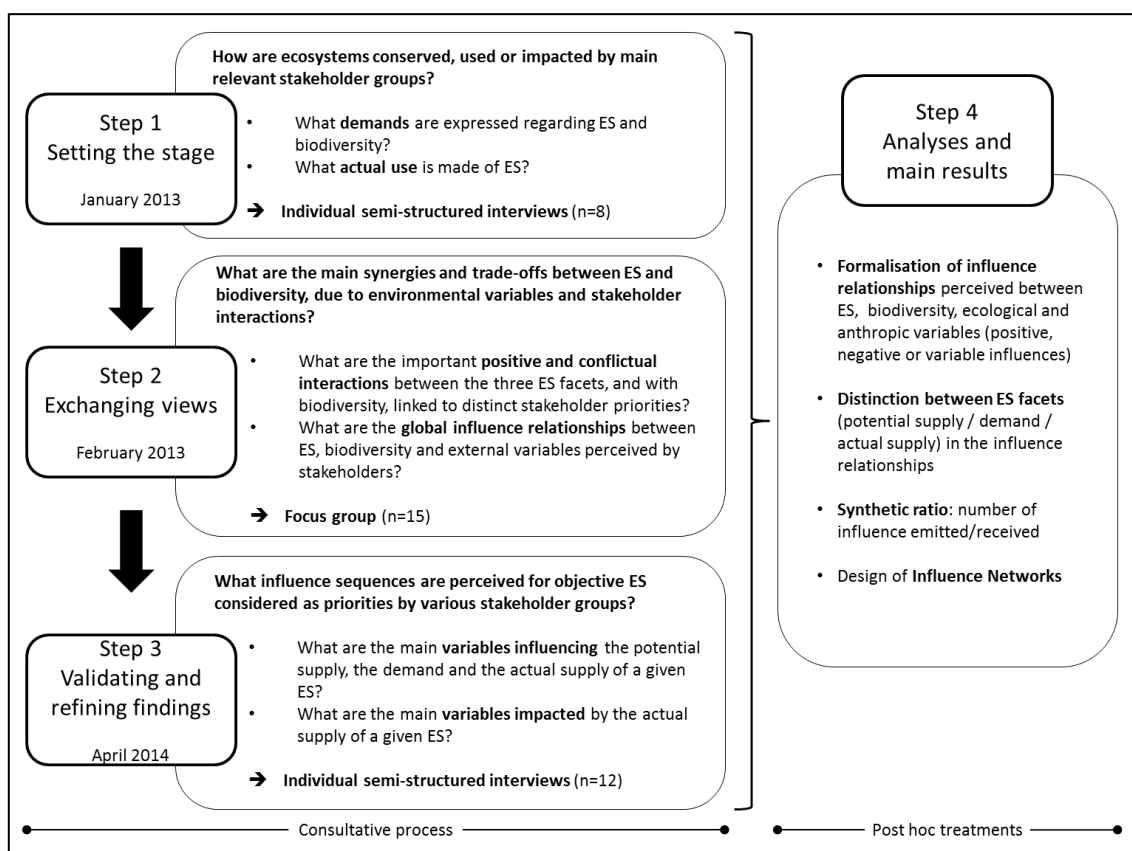 Step 1
Setting the stage
January 2013
How are ecosystems conserved, used or impacted by main
relevant stakeholder groups?
• What demands are expressed regarding ES and
biodiversity?
• What actual use is made of ES?
➔ Individual semi-structured interviews (n=8)
Step 2
Exchanging views
February 2013
What are the main synergies and trade-offs between ES and
biodiversity, due to environmental variables and stakeholder
interactions?
• What are the important positive and conflictual
interactions between the three ES facets, and with
biodiversity, linked to distinct stakeholder priorities?
• What are the global influence relationships between
ES, biodiversity and external variables perceived by
stakeholders?
➔ Focus group (n=15)
Step 3
Validating and
refining findings
April 2014
What influence sequences are perceived for objective ES
considered as priorities by various stakeholder groups?
• What are the main variables influencing the potential
supply, the demand and the actual supply of a given
ES?
• What are the main variables impacted by the actual
supply of a given ES?
➔ Individual semi-structured interviews (n=12)
Consultative process
Step 4
Analyses and
main results
• Formalisation of influence
relationships perceived between
ES, biodiversity, ecological and
anthropic variables (positive,
negative or variable influences)
• Distinction between ES facets
(potential supply / demand /
actual supply) in the influence
relationships
• Synthetic ratio: number of
influence emitted/received
• Design of Influence Networks
Post hoc treatments